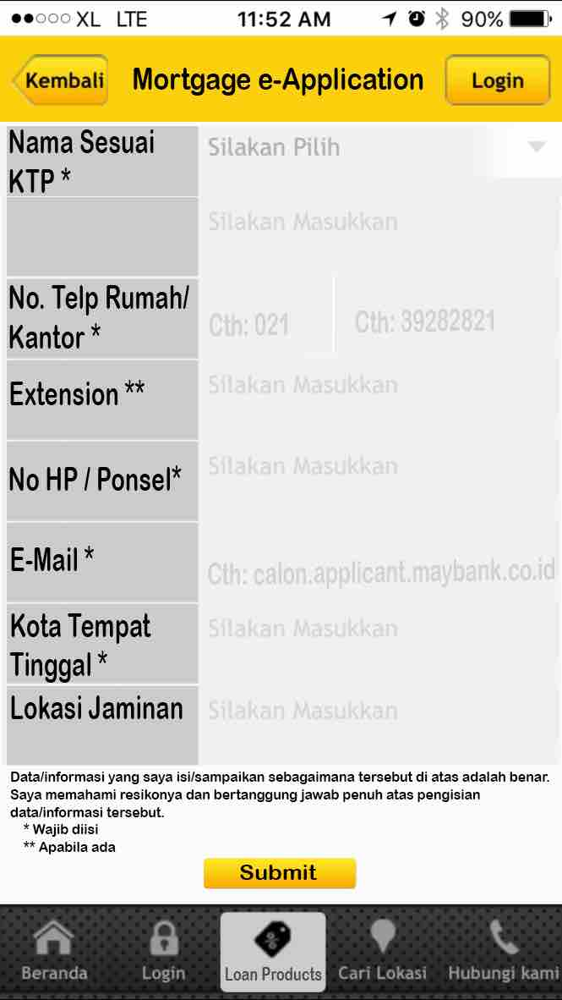 XL LTE 11:52 AM 90%
Kembali Mortgage e-Application Login
Nama Sesuai Silakan Pilih
KTP *
Silakan Masukkan
No. Telp Rumah/
Kantor * Cth: 021 Cth: 39282821
Extension ** Silakan Masukkan
No HP / Ponsel* Silakan Masukkan
E-Mail * Cth: calon.applicant.maybank.co.id
Kota Tempat Silakan Masukkan
Tinggal *
Lokasi Jaminan Silakan Masukkan
Data/informasi yang saya isi/sampaikan sebagaimana tersebut di atas adalah benar.
Saya memahami resikonya dan bertanggung jawab penuh atas pengisian
data/informasi tersebut.
* Wajib diisi
** Apabila ada
Submit
Beranda Login Loan Products Cari Lokasi Hubungi kami